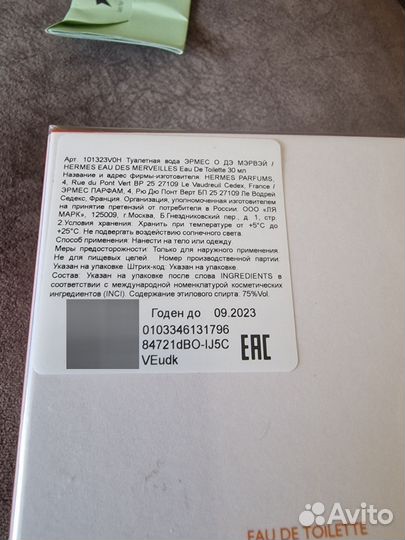 Арт. 101323V0H Туалетная вода ЭРМЕС О ДЭ МЭРВЭЙ /
HERMES EAU DES MERVEILLES Eau De Toilette 30 мл
Название и адрес фирмы-изготовителя: HERMES PARFUMS,
4, Rue du Pont Vert BP 25 27109 Le Vaudreuil Cedex, France /
ЭРМЕС ПАРФАМ, 4, Рю Дю Понт Верт БП 25 27109 Ле Водрей
Седекс, Франция. Организация, уполномоченная изготовителем
на принятие претензий от потребителя в России: ООО «ЛЯ
МАРК», 125009, г.Москва, Б.Гнездниковский пер., д. 1, стр.
2.Условия хранения: Хранить при температуре от +5°С до
+25°С. Не подвергать воздействию солнечного света.
Способ применения: Нанести на тело или одежду
Меры предосторожности: Только для наружного применения
Не для пищевых целей. Номер производственной партии:
Указан на упаковке. Штрих-код: Указан на упаковке.
Состав: Указан на упаковке после слова INGREDIENTS в
соответствии с международной номенклатурой косметических
ингредиентов (INCI). Содержание этилового спирта: 75%Vol.
Годен до 09.2023
0103346131796
84721dBO-IJ5C
VEudk
EAC
EAU DE TOILETTE
Avito